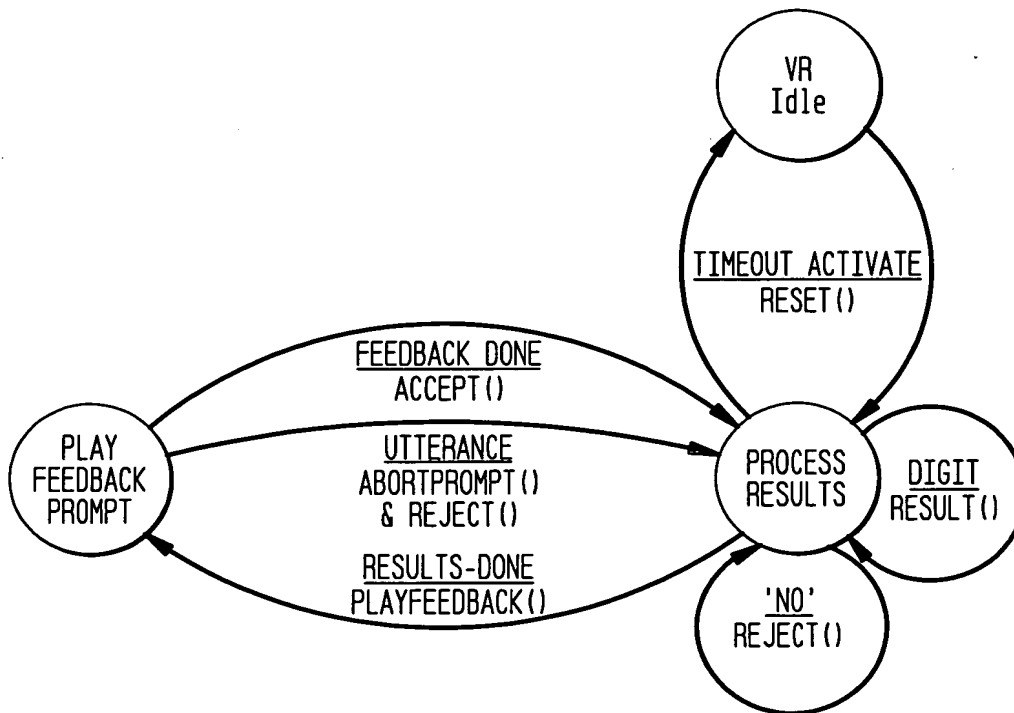 VR
Idle
TIMEOUT ACTIVATE
RESET()
FEEDBACK DONE
ACCEPT()
PLAY
FEEDBACK
PROMPT
UTTERANCE
ABORTPROMPT()
& REJECT()
PROCESS
RESULTS
DIGIT
RESULT()
RESULTS-DONE
PLAYFEEDBACK()
'NO'
REJECT()